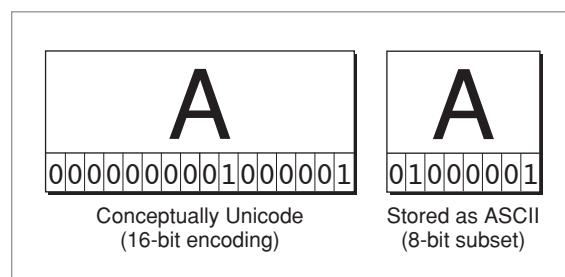 A
0000000001000001
Conceptually Unicode
(16-bit encoding)
A
01000001
Stored as ASCII
(8-bit subset)